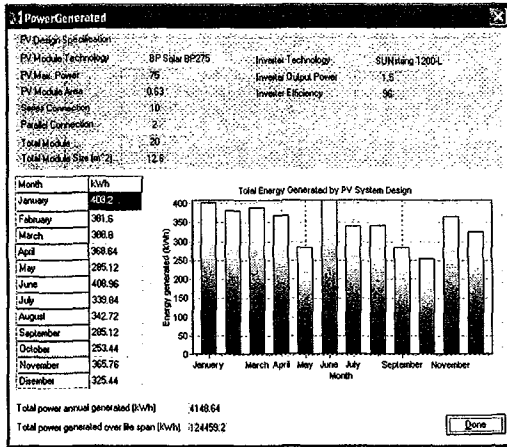 PowerGenerated
PV Design Specification
PV Module Technology BP Solar BP275 Inverter Technology SUNrising 1200-L
PV Max. Power 75 Inverter Output Power 1.5
PV Module Area 0.63 Inverter Efficiency 96
Series Connection 10
Parallel Connection 2
Total Module 20
Total Module Size (m^2) 12.6
Month kWh
January 403.2
February 381.6
March 388.8
April 368.64
May 285.12
June 408.96
July 339.84
August 342.72
September 285.12
October 253.44
November 365.76
Disember 325.44
Total Energy Generated by PV System Design
Energy generated (kWh)
400
350
300
250
200
150
100
50
0
January March April May June July September November
Month
Total power annual generated (kWh) 4148.64
Total power generated over life span (kWh) 124459.2
Done